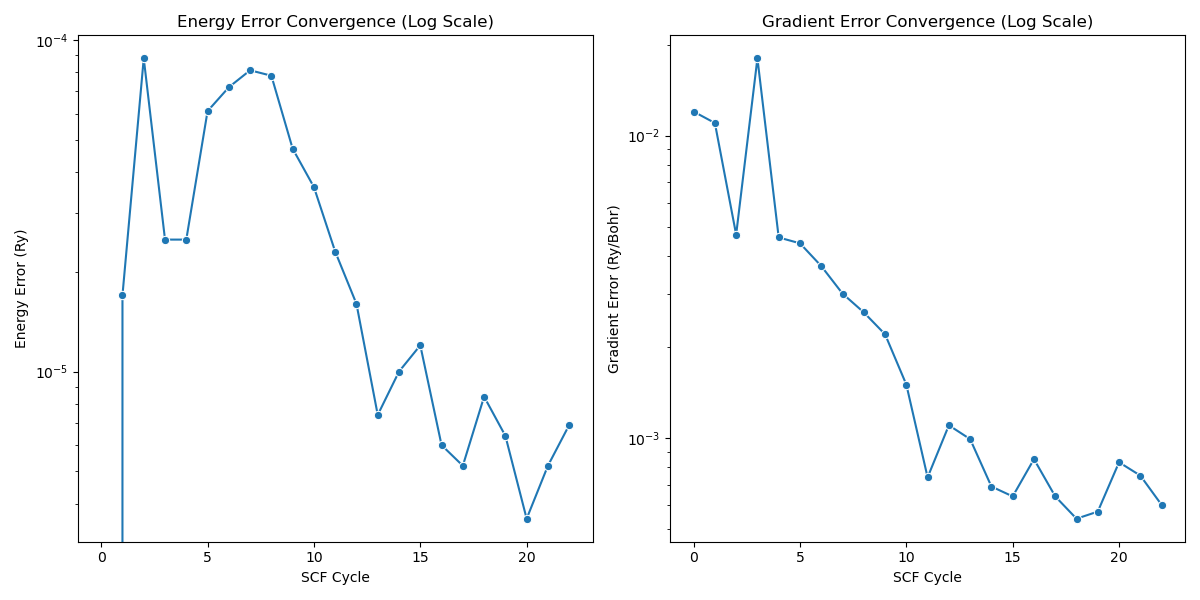 Energy Error Convergence (Log Scale)
10⁻⁴
10⁻⁵
Energy Error (Ry)
0 5 10 15 20
SCF Cycle
Gradient Error Convergence (Log Scale)
10⁻²
10⁻³
Gradient Error (Ry/Bohr)
0 5 10 15 20
SCF Cycle